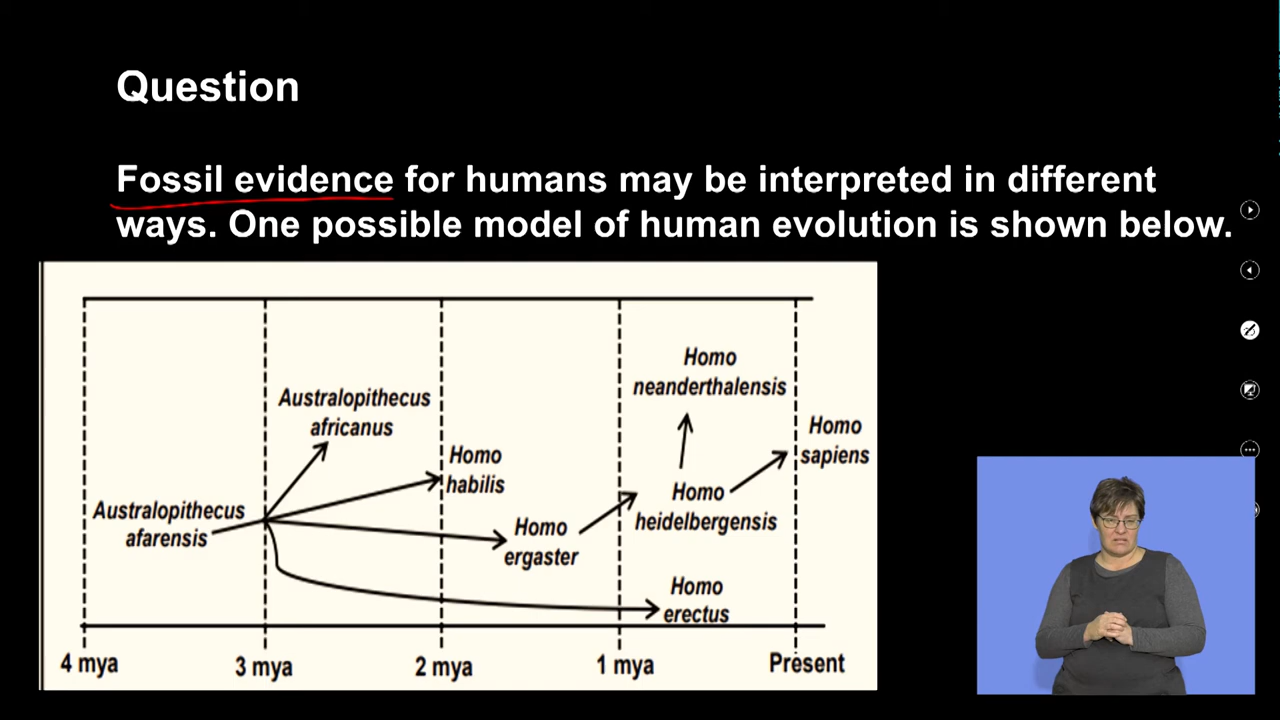 Question
Fossil evidence for humans may be interpreted in different
ways. One possible model of human evolution is shown below.
Homo
neanderthalensis
Australopithecus
africanus
Homo
sapiens
Homo
habilis
Australopithecus
afarensis
Homo
heidelbergensis
Homo
ergaster
Homo
erectus
4 mya
3 mya
2 mya
1 mya
Present